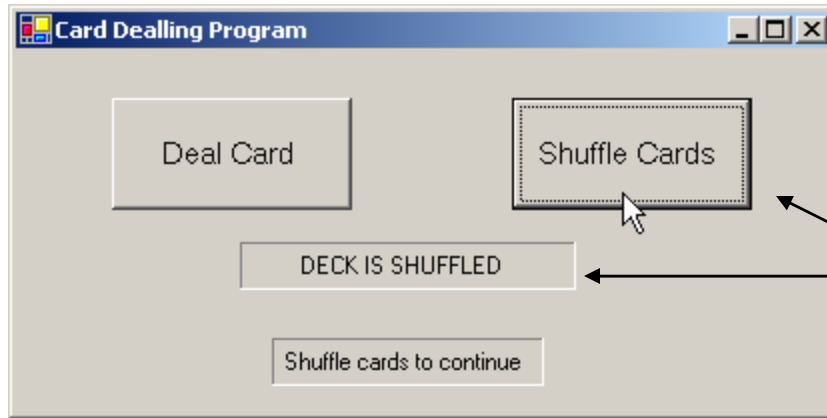 Card Dealling Program
Deal Card
Shuffle Cards
DECK IS SHUFFLED
Shuffle cards to continue